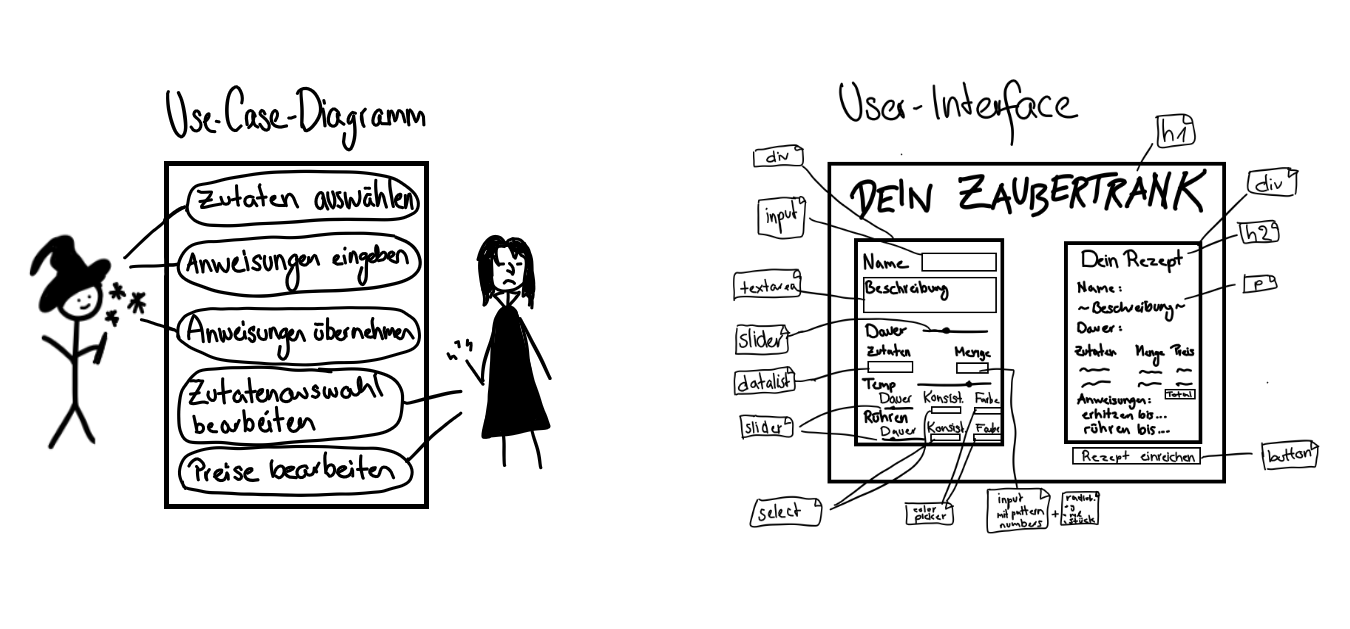 Use-Case-Diagramm
Zutaten auswählen
Anweisungen eingeben
Anweisungen übernehmen
Zutatenauswahl
bearbeiten
Preise bearbeiten
User-Interface
h1
div
input
textarea
slider
datalist
slider
select
color
picker
input
mit pattern
numbers
+
radiob.
- g
- ml
- stück
DEIN ZAUBERTRANK
Name
Beschreibung
Dauer
Zutaten Menge
Temp
Dauer Konsist. Farbe
Rühren
Dauer Konsist. Farbe
Dein Rezept
Name:
~Beschreibung~
Dauer:
Zutaten Menge Preis
Total
Anweisungen:
erhitzen bis...
rühren bis...
Rezept einreichen
div
h2
p
button